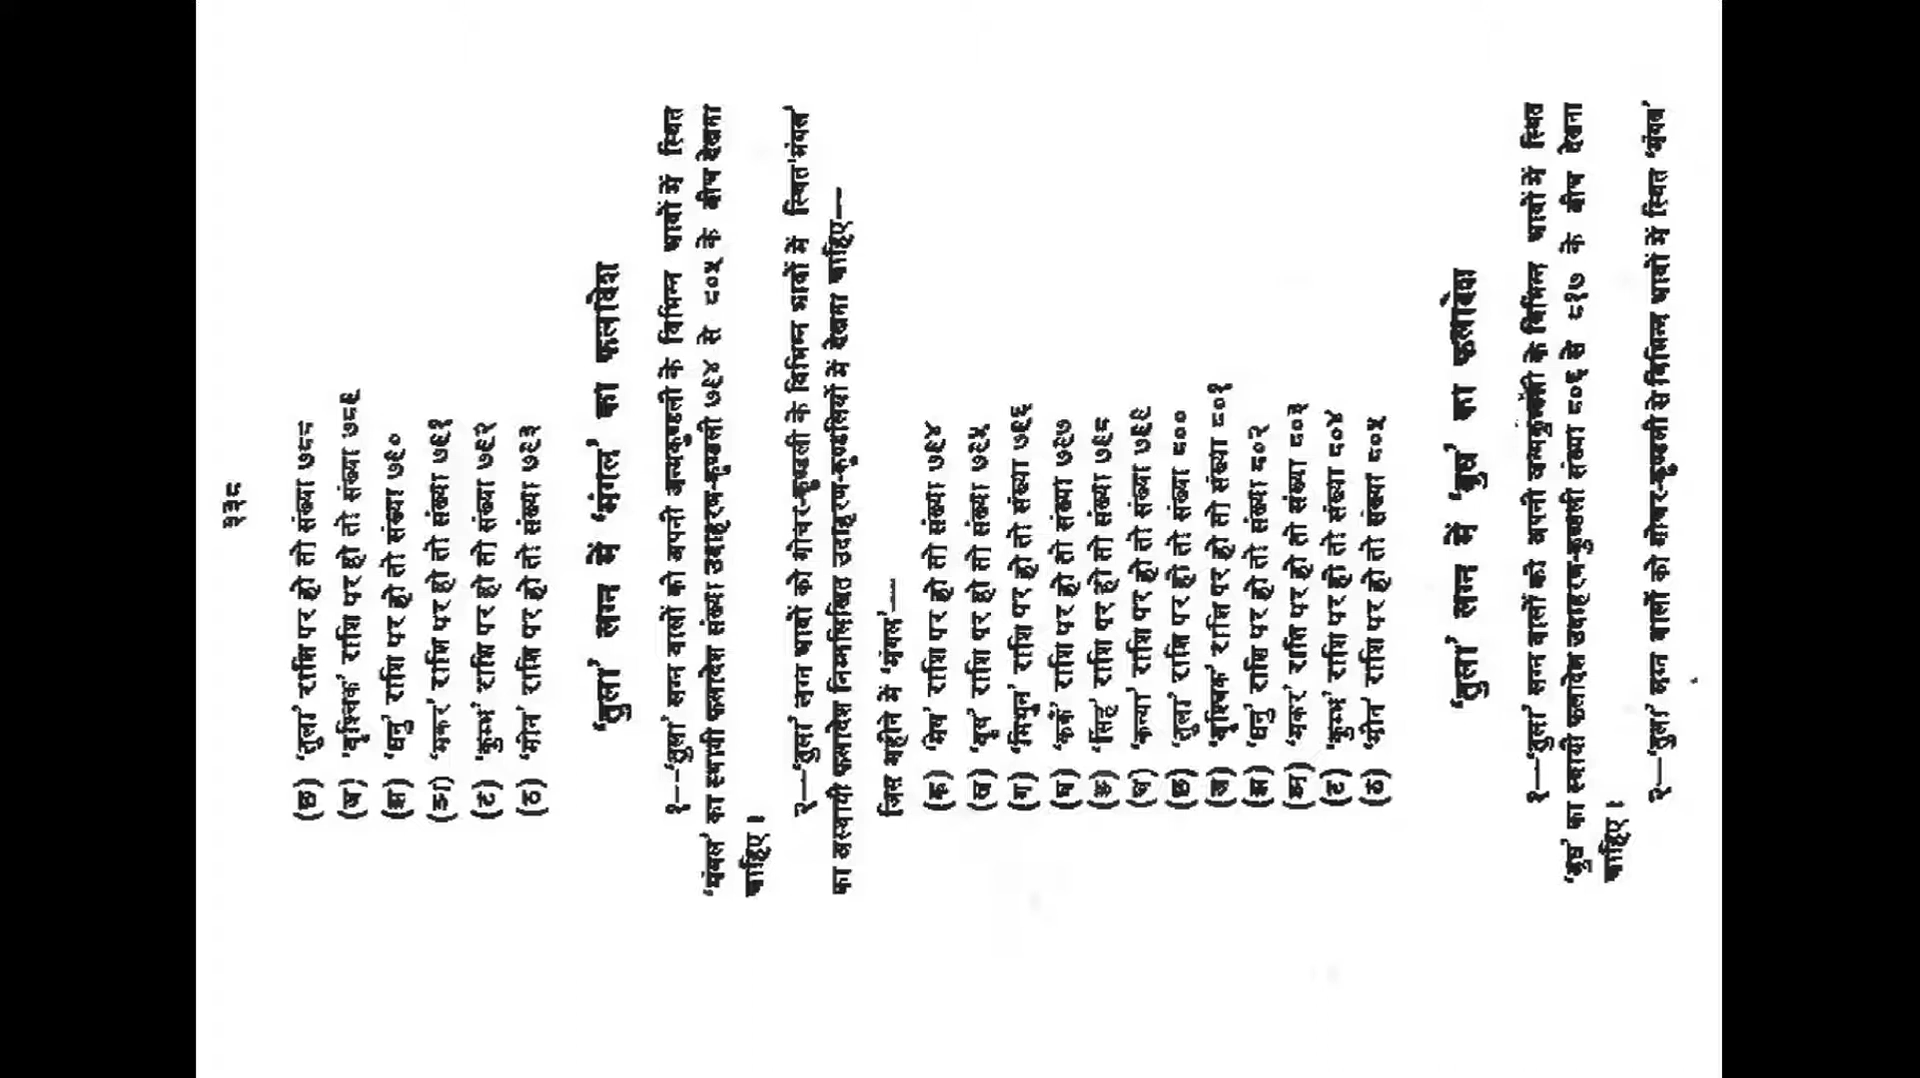 ३३८
(छ) 'तुला' राशि पर हो तो संख्या ७८८
(ज) 'वृश्चिक' राशि पर हो तो संख्या ७८९
(झ) 'धनु' राशि पर हो तो संख्या ७९०
(ञ) 'मकर' राशि पर हो तो संख्या ७९१
(ट) 'कुम्भ' राशि पर हो तो संख्या ७९२
(ठ) 'मीन' राशि पर हो तो संख्या ७९३
'तुला' लग्न में 'मंगल' का फलादेश
१—'तुला' लग्न वालों को अपनी जन्मकुण्डली के विभिन्न भावों में स्थित
'मंगल' का स्थायी फलादेश संख्या उदाहरण-कुण्डली ७९४ से ८०५ के बीच देखना
चाहिए ।
२—'तुला' लग्न वालों को गोचर-कुण्डली के विभिन्न भावों में स्थित 'मंगल'
का अस्थायी फलादेश निम्नलिखित उदाहरण-कुण्डलियों में देखना चाहिए—
जिस महीने में 'मंगल'—
(क) 'मेष' राशि पर हो तो संख्या ७९४
(ख) 'वृष' राशि पर हो तो संख्या ७९५
(ग) 'मिथुन' राशि पर हो तो संख्या ७९६
(घ) 'कर्क' राशि पर हो तो संख्या ७९७
(ङ) 'सिंह' राशि पर हो तो संख्या ७९८
(च) 'कन्या' राशि पर हो तो संख्या ७९९
(छ) 'तुला' राशि पर हो तो संख्या ८००
(ज) 'वृश्चिक' राशि पर हो तो संख्या ८०१
(झ) 'धनु' राशि पर हो तो संख्या ८०२
(ञ) 'मकर' राशि पर हो तो संख्या ८०३
(ट) 'कुम्भ' राशि पर हो तो संख्या ८०४
(ठ) 'मीन' राशि पर हो तो संख्या ८०५
'तुला' लग्न में 'बुध' का फलादेश
१—'तुला' लग्न वालों को अपनी जन्मकुण्डली के विभिन्न भावों में स्थित
'बुध' का स्थायी फलादेश उदाहरण-कुण्डली संख्या ८०६ से ८१७ के बीच देखना
चाहिए ।
२—'तुला' लग्न वालों को गोचर-कुण्डली से विभिन्न भावों में स्थित 'मंगल'